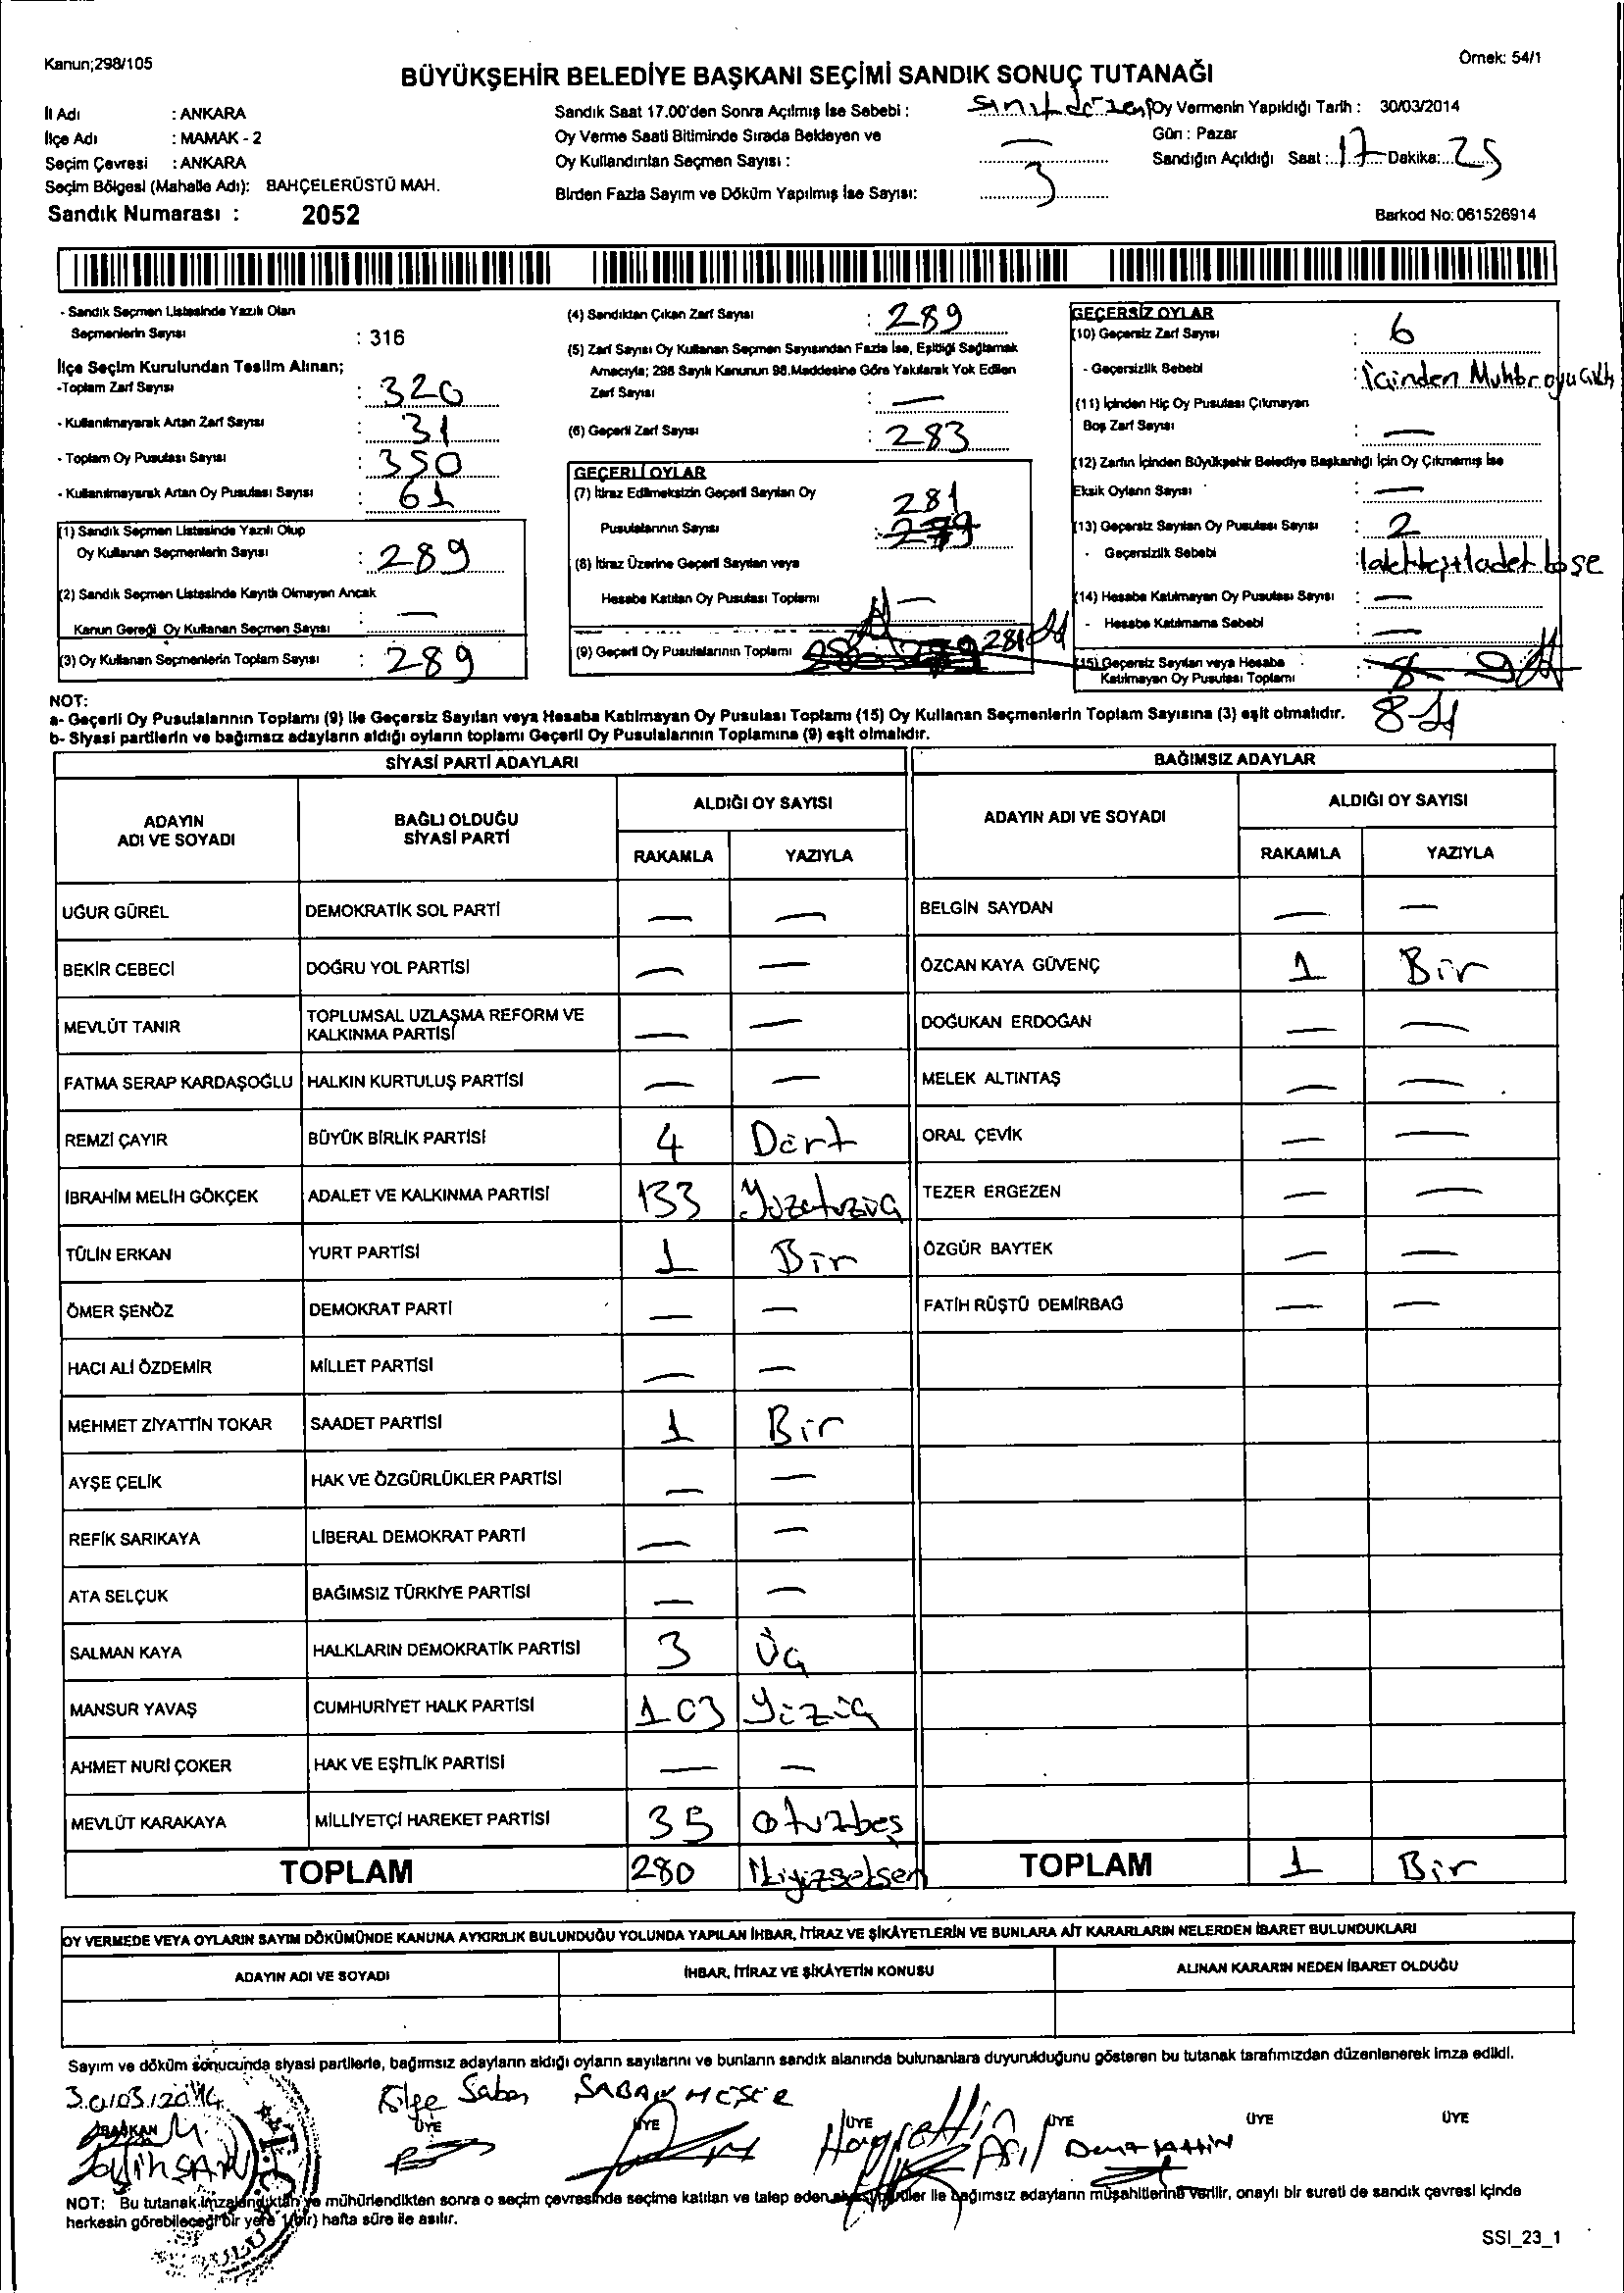 Kanun;298/105
Örnek: 54/1
BÜYÜKŞEHİR BELEDİYE BAŞKANI SEÇİMİ SANDIK SONUÇ TUTANAĞI
İl Adı : ANKARA
İlçe Adı : MAMAK - 2
Seçim Çevresi : ANKARA
Seçim Bölgesi (Mahalle Adı): BAHÇELERÜSTÜ MAH.
Sandık Numarası : 2052
Sandık Saat 17.00'den Sonra Açılmış İse Sebebi :
Oy Verme Saati Bitiminde Sırada Bekleyen ve
Oy Kullandırılan Seçmen Sayısı : —
Birden Fazla Sayım ve Döküm Yapılmış İse Sayısı: 3
Oy Vermenin Yapıldığı Tarih : 30/03/2014
Gün : Pazar
Sandığın Açıldığı Saat : 17 Dakika: 25
Barkod No: 061526914
- Sandık Seçmen Listesinde Yazılı Olan
Seçmenlerin Sayısı : 316
İlçe Seçim Kurulundan Teslim Alınan;
-Toplam Zarf Sayısı : 320
- Kullanılmayarak Artan Zarf Sayısı : 31
- Toplam Oy Pusulası Sayısı : 350
- Kullanılmayarak Artan Oy Pusulası Sayısı : 61
(1) Sandık Seçmen Listesinde Yazılı Olup
Oy Kullanan Seçmenlerin Sayısı : 289
(2) Sandık Seçmen Listesinde Kayıtlı Olmayan Ancak
Kanun Gereği Oy Kullanan Seçmen Sayısı : —
(3) Oy Kullanan Seçmenlerin Toplam Sayısı : 289
(4) Sandıktan Çıkan Zarf Sayısı : 289
(5) Zarf Sayısı Oy Kullanan Seçmen Sayısından Fazla İse, Eşitliği Sağlamak
Amacıyla; 298 Sayılı Kanunun 98.Maddesine Göre Yakılarak Yok Edilen
Zarf Sayısı : —
(6) Geçerli Zarf Sayısı : 283
GEÇERLİ OYLAR
(7) İtiraz Edilmeksizin Geçerli Sayılan Oy
Pusulalarının Sayısı : 281
279
(8) İtiraz Üzerine Geçerli Sayılan veya
Hesaba Katılan Oy Pusulası Toplamı —
(9) Geçerli Oy Pusulalarının Toplamı 280 279 281
GEÇERSİZ OYLAR
(10) Geçersiz Zarf Sayısı : 6
- Geçersizlik Sebebi : İçinden Muhtar oyu çıktı
(11) İçinden Hiç Oy Pusulası Çıkmayan
Boş Zarf Sayısı : —
(12) Zarfın İçinden Büyükşehir Belediye Başkanlığı İçin Oy Çıkmamış İse
Eksik Oyların Sayısı : —
(13) Geçersiz Sayılan Oy Pusulası Sayısı : 2
- Geçersizlik Sebebi
(14) Hesaba Katılmayan Oy Pusulası Sayısı : —
- Hesaba Katılmama Sebebi : —
(15) Geçersiz Sayılan veya Hesaba
Katılmayan Oy Pusulası Toplamı : 8 9
8
NOT:
a- Geçerli Oy Pusulalarının Toplamı (9) ile Geçersiz Sayılan veya Hesaba Katılmayan Oy Pusulası Toplamı (15) Oy Kullanan Seçmenlerin Toplam Sayısına (3) eşit olmalıdır.
b- Siyasi partilerin ve bağımsız adayların aldığı oyların toplamı Geçerli Oy Pusulalarının Toplamına (9) eşit olmalıdır.
SİYASİ PARTİ ADAYLARI
ADAYIN ADI VE SOYADI BAĞLI OLDUĞU SİYASİ PARTİ ALDIĞI OY SAYISI
RAKAMLA YAZIYLA
UĞUR GÜREL DEMOKRATİK SOL PARTİ — —
BEKİR CEBECİ DOĞRU YOL PARTİSİ — —
MEVLÜT TANIR TOPLUMSAL UZLAŞMA REFORM VE KALKINMA PARTİSİ — —
FATMA SERAP KARDAŞOĞLU HALKIN KURTULUŞ PARTİSİ — —
REMZİ ÇAYIR BÜYÜK BİRLİK PARTİSİ 4 Dört
İBRAHİM MELİH GÖKÇEK ADALET VE KALKINMA PARTİSİ 133 Yüzotuzüç
TÜLİN ERKAN YURT PARTİSİ 1 Bir
ÖMER ŞENÖZ DEMOKRAT PARTİ — —
HACI ALİ ÖZDEMİR MİLLET PARTİSİ — —
MEHMET ZİYATTİN TOKAR SAADET PARTİSİ 1 Bir
AYŞE ÇELİK HAK VE ÖZGÜRLÜKLER PARTİSİ — —
REFİK SARIKAYA LİBERAL DEMOKRAT PARTİ — —
ATA SELÇUK BAĞIMSIZ TÜRKİYE PARTİSİ — —
SALMAN KAYA HALKLARIN DEMOKRATİK PARTİSİ 3 Üç
MANSUR YAVAŞ CUMHURİYET HALK PARTİSİ 103 Yüzüç
AHMET NURİ ÇOKER HAK VE EŞİTLİK PARTİSİ — —
MEVLÜT KARAKAYA MİLLİYETÇİ HAREKET PARTİSİ 35 otuzbeş
TOPLAM 280 İkiyüzseksen
BAĞIMSIZ ADAYLAR
ADAYIN ADI VE SOYADI ALDIĞI OY SAYISI
RAKAMLA YAZIYLA
BELGİN SAYDAN — —
ÖZCAN KAYA GÜVENÇ 1 Bir
DOĞUKAN ERDOĞAN — —
MELEK ALTINTAŞ — —
ORAL ÇEVİK — —
TEZER ERGEZEN — —
ÖZGÜR BAYTEK — —
FATİH RÜŞTÜ DEMİRBAĞ — —
TOPLAM 1 Bir
OY VERMEDE VEYA OYLARIN SAYIM DÖKÜMÜNDE KANUNA AYKIRILIK BULUNDUĞU YOLUNDA YAPILAN İHBAR, İTİRAZ VE ŞİKÂYETLERİN VE BUNLARA AİT KARARLARIN NELERDEN İBARET BULUNDUKLARI
ADAYIN ADI VE SOYADI İHBAR, İTİRAZ VE ŞİKÂYETİN KONUSU ALINAN KARARIN NEDEN İBARET OLDUĞU
Sayım ve döküm sonucunda siyasi partilerle, bağımsız adayların aldığı oyların sayılarını ve bunların sandık alanında bulunanlara duyurulduğunu gösteren bu tutanak tarafımızdan düzenlenerek imza edildi.
30/03/2014
BAŞKAN ÜYE ÜYE ÜYE ÜYE ÜYE ÜYE
NOT: Bu tutanak imzalandıktan ve mühürlendikten sonra o seçim çevresinde seçime katılan ve talep eden siyasi partiler ile bağımsız adayların müşahitlerine verilir, onaylı bir sureti de sandık çevresi içinde
herkesin görebileceği bir yere 1(bir) hafta süre ile asılır.
SSI_23_1